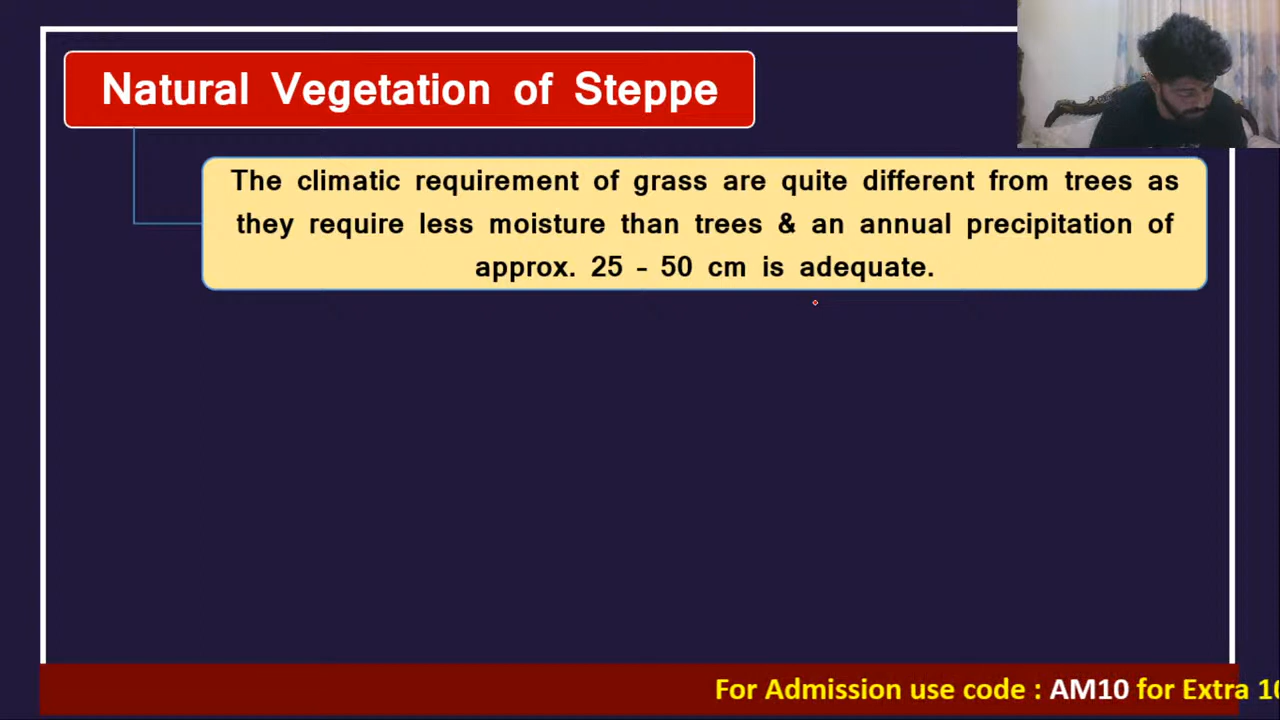 Natural Vegetation of Steppe
The climatic requirement of grass are quite different from trees as
they require less moisture than trees & an annual precipitation of
approx. 25 - 50 cm is adequate.
For Admission use code : AM10 for Extra 10